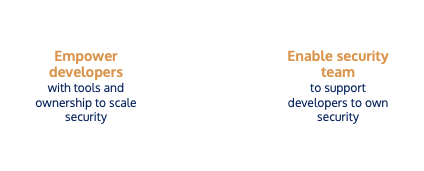 Empower
developers
with tools and
ownership to scale
security
Enable security
team
to support
developers to own
security